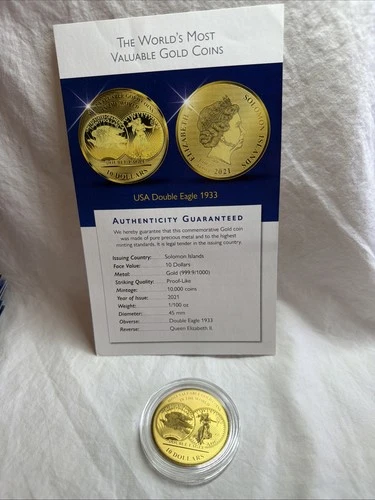 THE WORLD'S MOST
VALUABLE GOLD COINS
10 DOLLARS
ELIZABETH II
SOLOMON ISLANDS
2021
USA Double Eagle 1933
AUTHENTICITY GUARANTEED
We hereby guarantee that this commemorative Gold coin
was made of pure precious metal and to the highest
minting standards. It is legal tender in the issuing country.
Issuing Country: Solomon Islands
Face Value: 10 Dollars
Metal: Gold (999.9/1000)
Striking Quality: Proof-Like
Mintage: 10,000 coins
Year of Issue: 2021
Weight: 1/100 oz
Diameter: 45 mm
Obverse: Double Eagle 1933
Reverse: Queen Elizabeth II.
10 DOLLARS